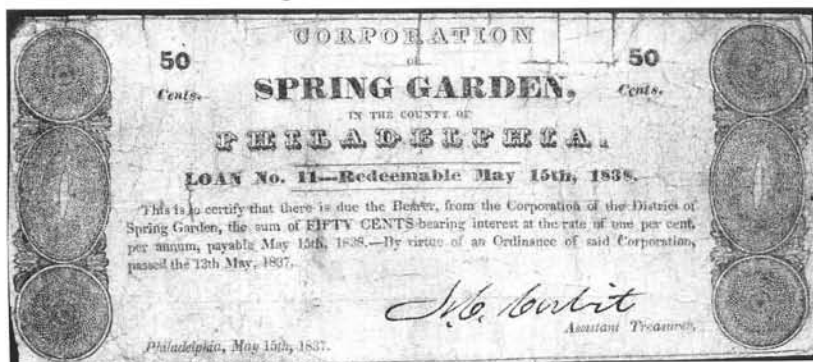 CORPORATION
OF
50 50
Cents. SPRING GARDEN, Cents.
IN THE COUNTY OF
PHILADELPHIA.
LOAN No. 11—Redeemable May 15th, 1838.
This is to certify that there is due the Bearer, from the Corporation of the District of
Spring Garden, the sum of FIFTY CENTS bearing interest at the rate of one per cent,
per annum, payable May 15th, 1838.—By virtue of an Ordinance of said Corporation,
passed the 13th May, 1837.
Assistant Treasurer.
Philadelphia, May 15th, 1837.